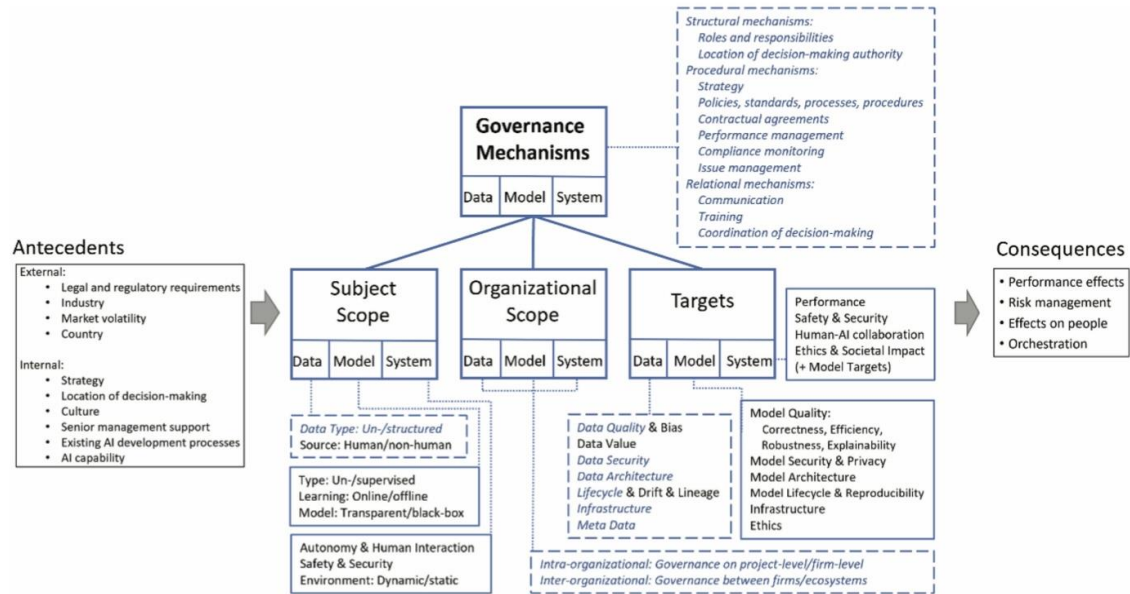 Structural mechanisms:
Roles and responsibilities
Location of decision-making authority
Procedural mechanisms:
Strategy
Policies, standards, processes, procedures
Contractual agreements
Performance management
Compliance monitoring
Issue management
Relational mechanisms:
Communication
Training
Coordination of decision-making
Governance
Mechanisms
Data Model System
Antecedents
External:
• Legal and regulatory requirements
• Industry
• Market volatility
• Country
Internal:
• Strategy
• Location of decision-making
• Culture
• Senior management support
• Existing AI development processes
• AI capability
Subject
Scope
Data Model System
Organizational
Scope
Data Model System
Targets
Data Model System
Performance
Safety & Security
Human-AI collaboration
Ethics & Societal Impact
(+ Model Targets)
Consequences
• Performance effects
• Risk management
• Effects on people
• Orchestration
Data Type: Un-/structured
Source: Human/non-human
Type: Un-/supervised
Learning: Online/offline
Model: Transparent/black-box
Autonomy & Human Interaction
Safety & Security
Environment: Dynamic/static
Data Quality & Bias
Data Value
Data Security
Data Architecture
Lifecycle & Drift & Lineage
Infrastructure
Meta Data
Model Quality:
Correctness, Efficiency,
Robustness, Explainability
Model Security & Privacy
Model Architecture
Model Lifecycle & Reproducibility
Infrastructure
Ethics
Intra-organizational: Governance on project-level/firm-level
Inter-organizational: Governance between firms/ecosystems